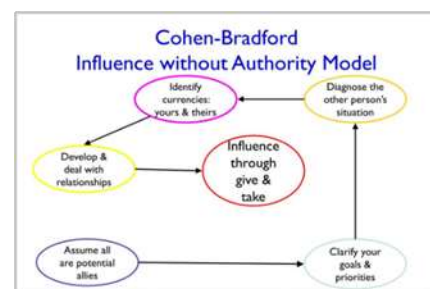 Cohen-Bradford
Influence without Authority Model
Identify
currencies:
yours & theirs
Diagnose the
other person's
situation
Develop &
deal with
relationships
Influence
through
give &
take
Assume all
are potential
allies
Clarify your
goals &
priorities